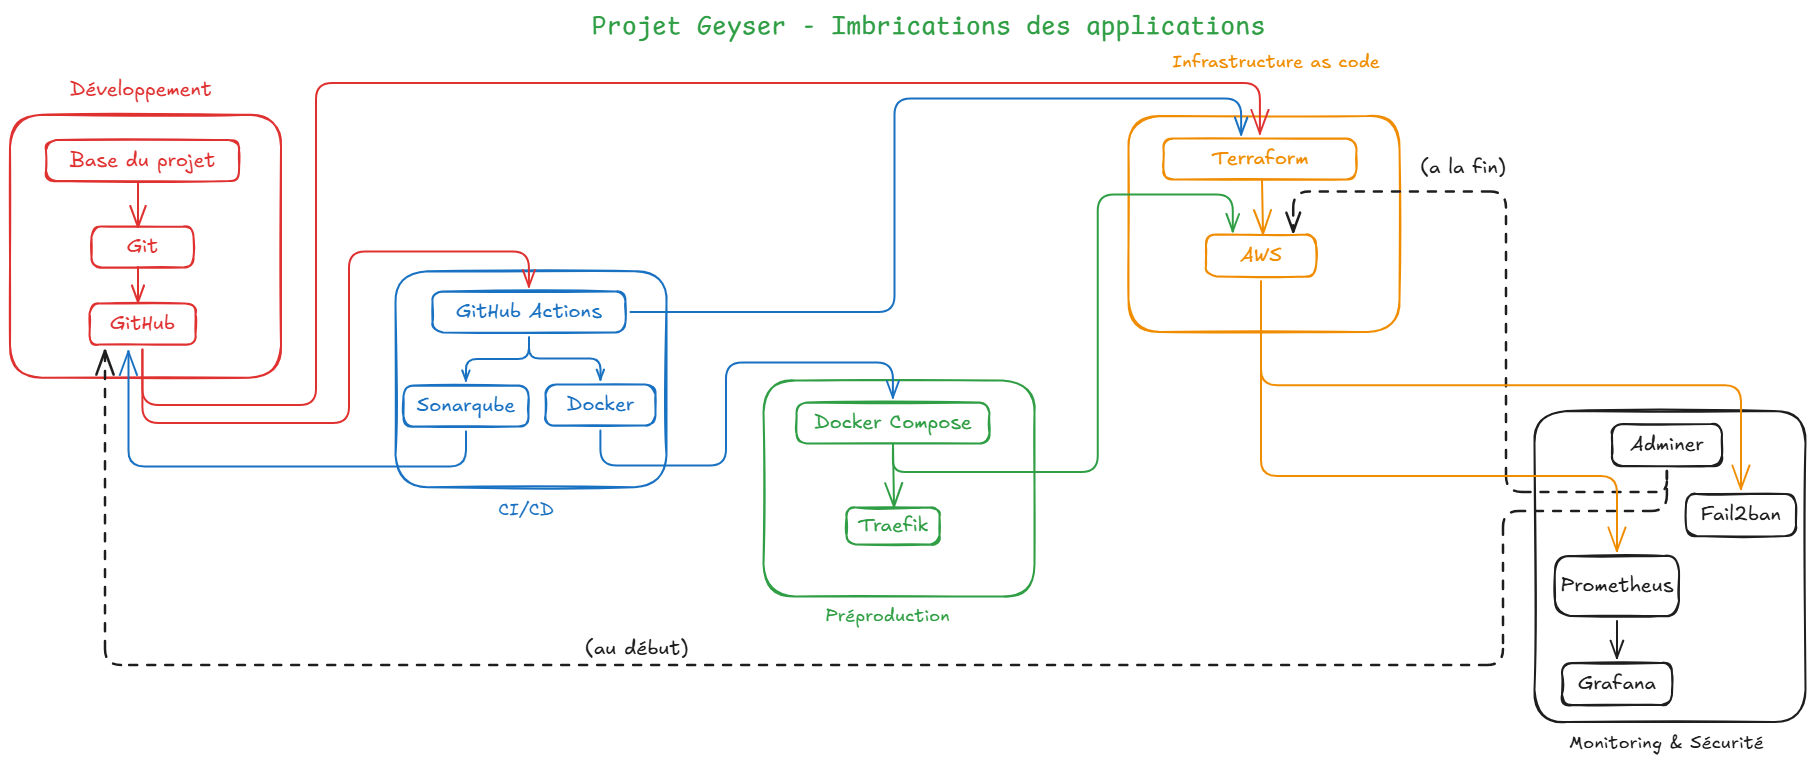 Projet Geyser - Imbrications des applications
Développement
Base du projet
Git
GitHub
GitHub Actions
Sonarqube
Docker
CI/CD
Docker Compose
Traefik
Préproduction
Infrastructure as code
Terraform
AWS
(a la fin)
(au début)
Adminer
Fail2ban
Prometheus
Grafana
Monitoring & Sécurité